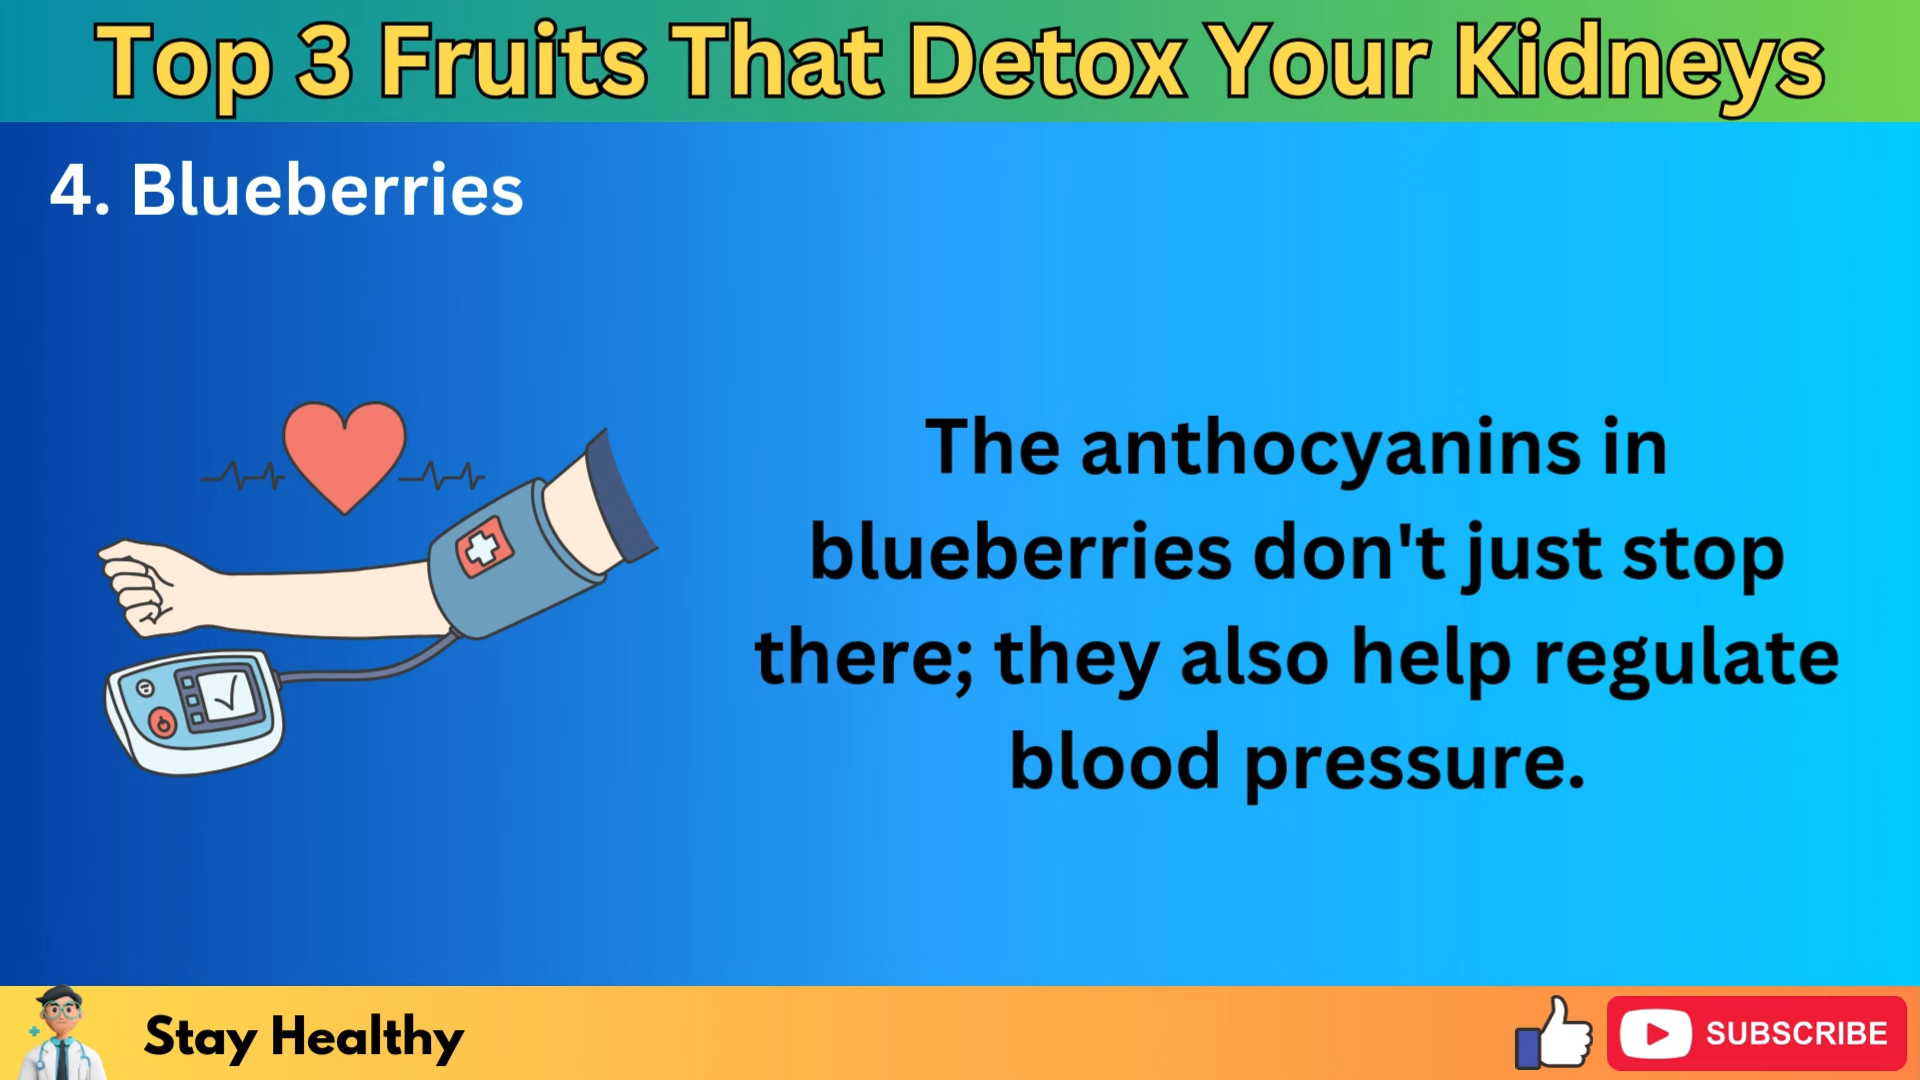 Top 3 Fruits That Detox Your Kidneys
4. Blueberries
The anthocyanins in
blueberries don't just stop
there; they also help regulate
blood pressure.
Stay Healthy
SUBSCRIBE